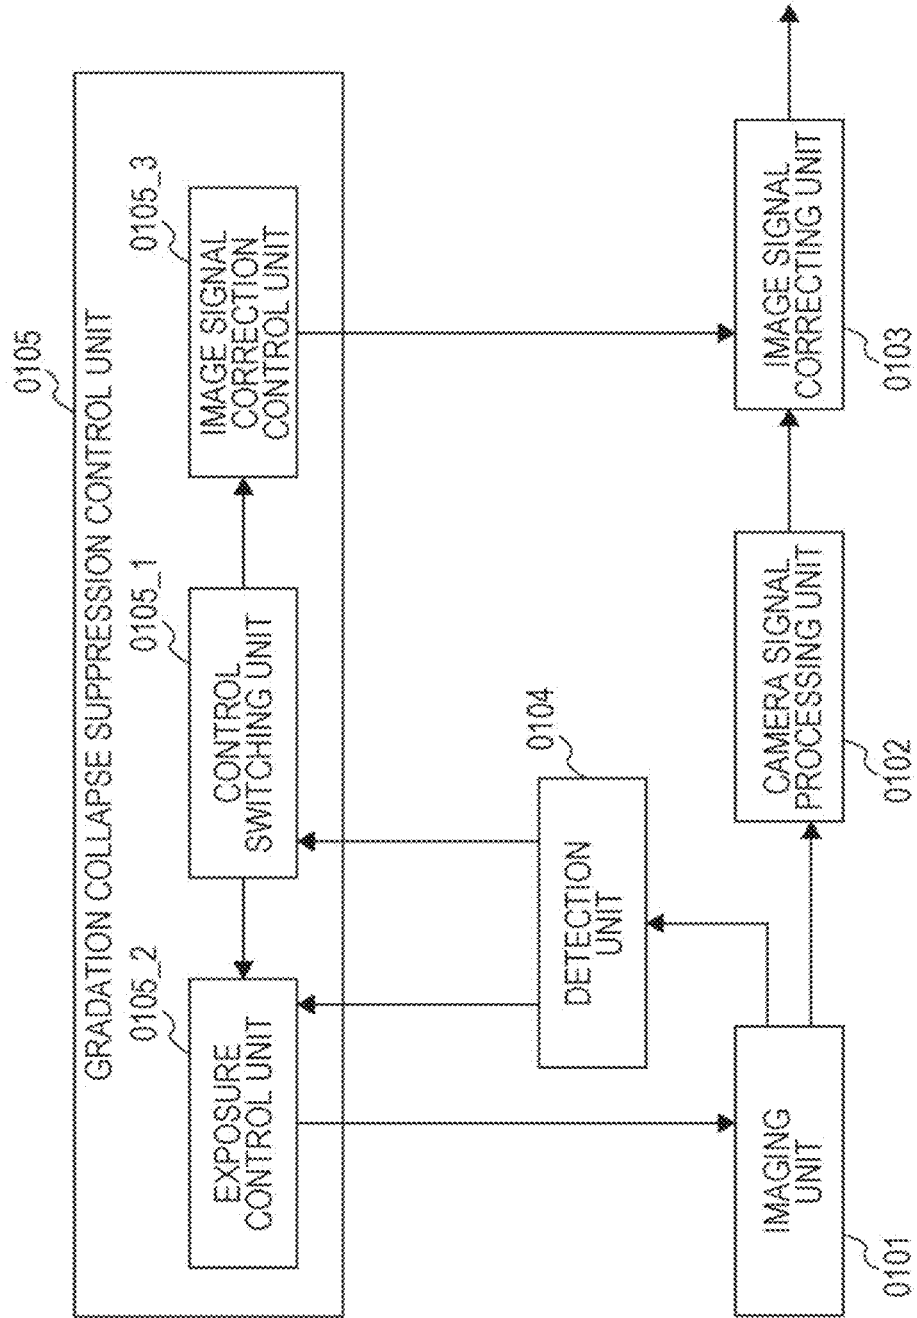 0105
GRADATION COLLAPSE SUPPRESSION CONTROL UNIT
0105_2
EXPOSURE
CONTROL UNIT
0105_1
CONTROL
SWITCHING UNIT
0105_3
IMAGE SIGNAL
CORRECTION
CONTROL UNIT
0104
DETECTION
UNIT
IMAGING
UNIT
0101
CAMERA SIGNAL
PROCESSING UNIT
0102
IMAGE SIGNAL
CORRECTING UNIT
0103